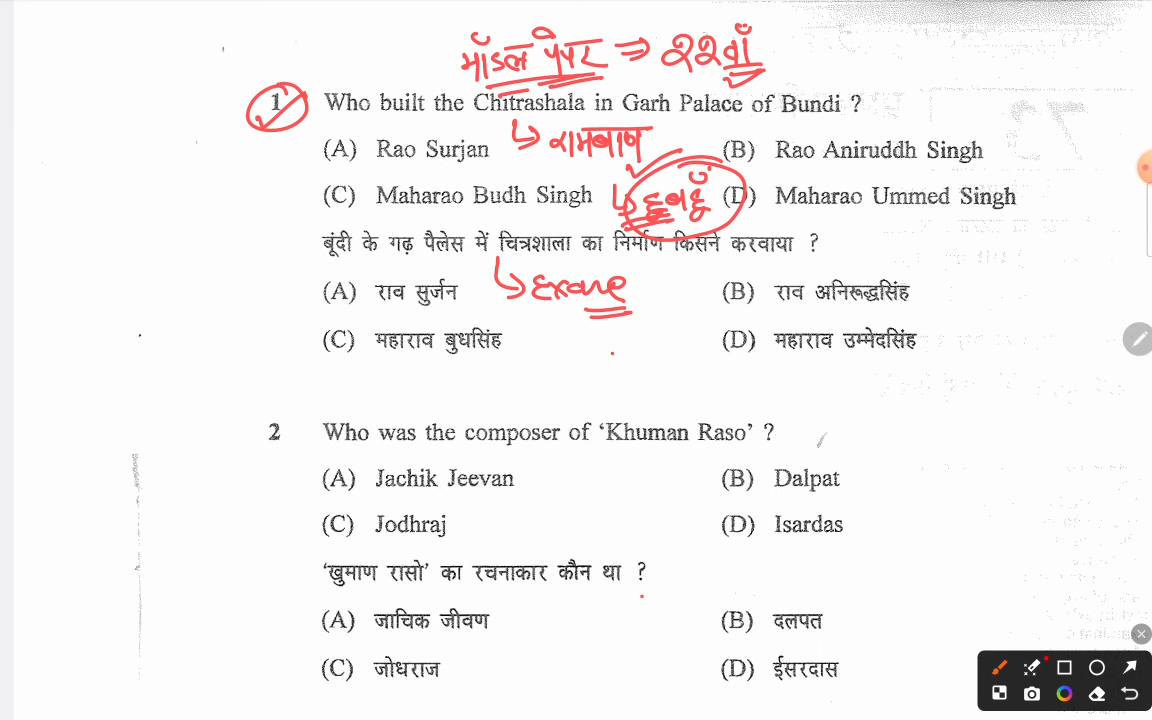 मॉडल पेपर ⇒ 22वाँ
1 Who built the Chitrashala in Garh Palace of Bundi ?
↳ रामबाण
(A) Rao Surjan (B) Rao Aniruddh Singh
(C) Maharao Budh Singh (D) Maharao Ummed Singh
↳ हूबहू
बूंदी के गढ़ पैलेस में चित्रशाला का निर्माण किसने करवाया ?
(A) राव सुर्जन (B) राव अनिरूद्धसिंह
(C) महाराव बुधसिंह (D) महाराव उम्मेदसिंह
2 Who was the composer of ‘Khuman Raso’ ?
(A) Jachik Jeevan (B) Dalpat
(C) Jodhraj (D) Isardas
‘खुमाण रासो’ का रचनाकार कौन था ?
(A) जाचिक जीवण (B) दलपत
(C) जोधराज (D) ईसरदास